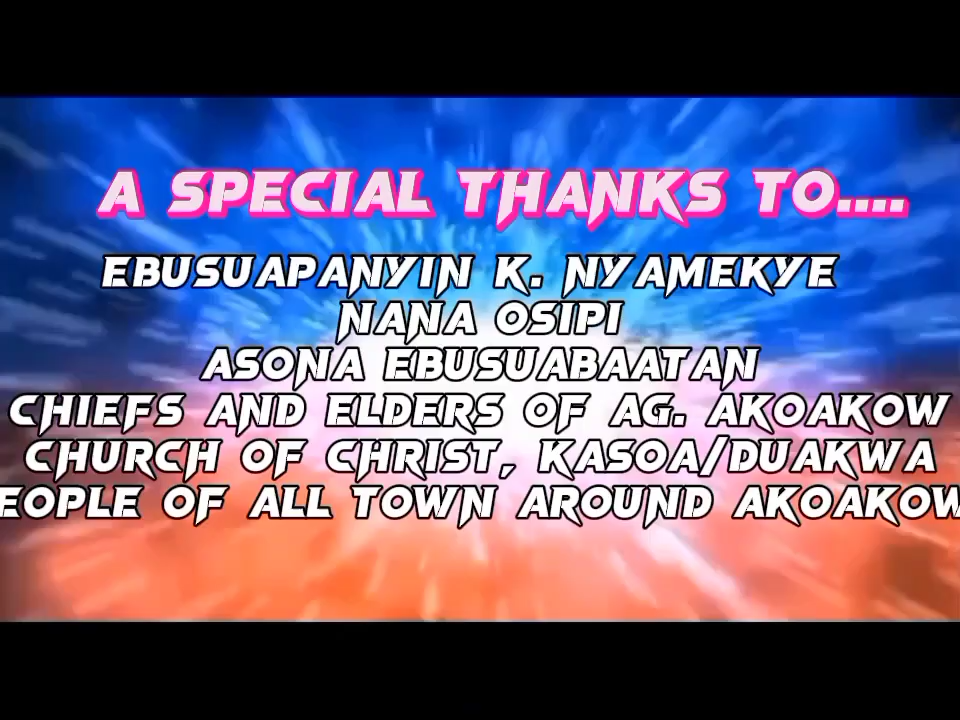 A SPECIAL THANKS TO....
EBUSUAPANYIN K. NYAMEKYE
NANA OSIPI
ASONA EBUSUABAATAN
CHIEFS AND ELDERS OF AG. AKOAKOW
CHURCH OF CHRIST, KASOA/DUAKWA
EOPLE OF ALL TOWN AROUND AKOAKOW